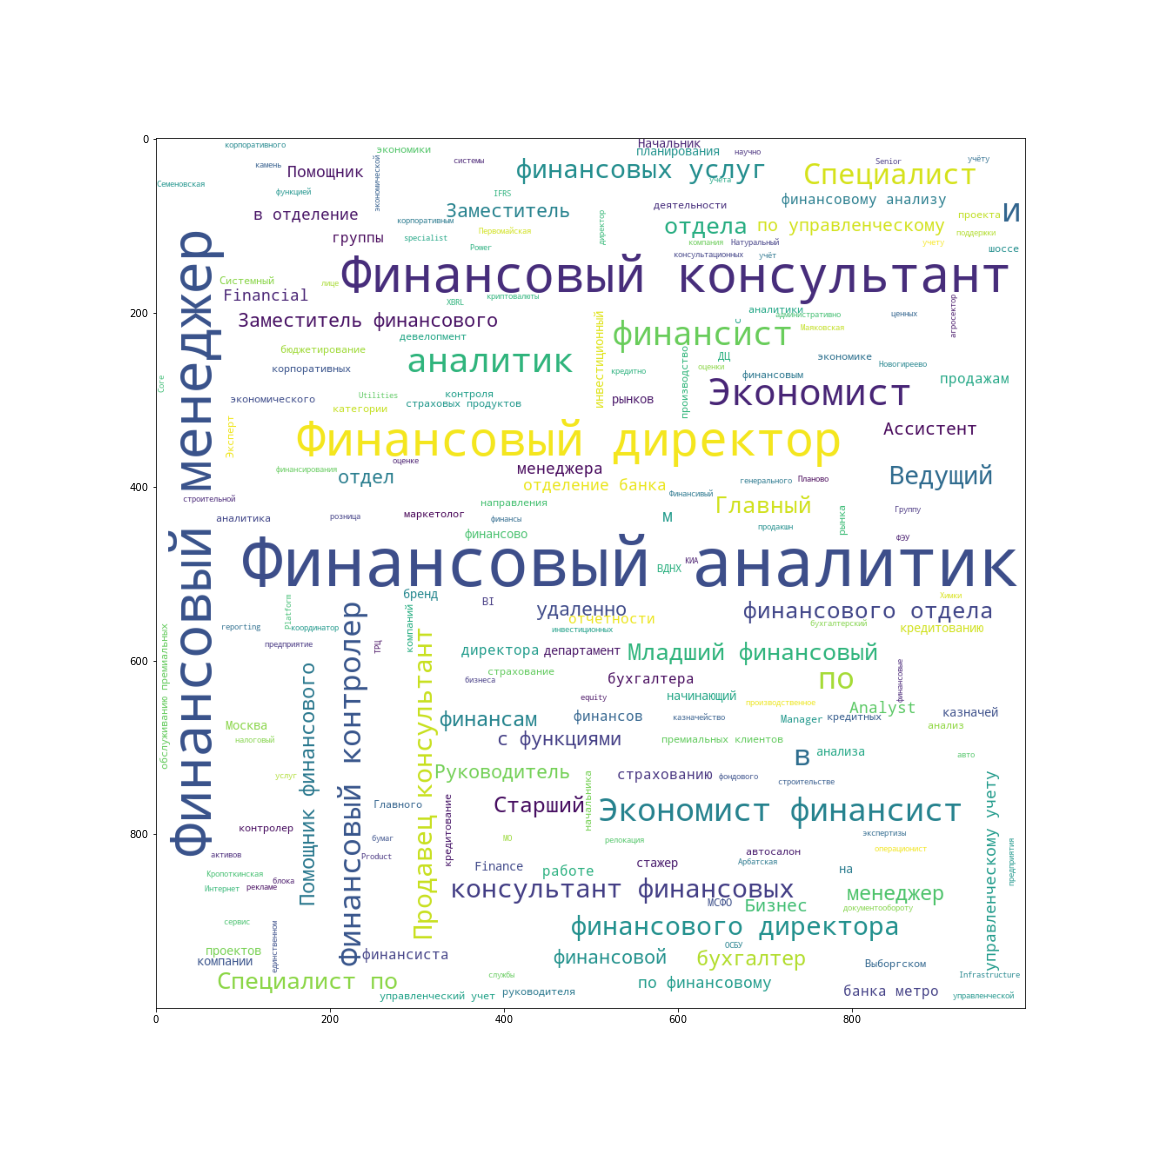 корпоративного
Начальник
экономики
планирования
научно
камень
системы
Senior
учёту
Помощник
экономической
финансовых услуг
Специалист
Семеновская
функцией
IFRS
учета
финансовому анализу
и
в отделение
корпоративным
Заместитель
директор
деятельности
отдела
по управленческому
проекта
группы
specialist
Первомайская
компания
Натуральный
учету
поддержки
шоссе
консультационных
учёт
Финансовый консультант
Системный
лице
Financial
XBRL
криптовалюты
агросектор
Заместитель финансового
инвестиционный
финансист
с
аналитики
административно
ценных
девелопмент
бюджетирование
аналитик
ДЦ
экономике
Новогиреево
корпоративных
кредитно
производство
оценки
финансовым
продажам
Core
Экономист
экономического
Utilities
контроля
страховых продуктов
рынков
категории
Эксперт
Финансовый директор
Ассистент
финансовый менеджер
оценке
финансирования
отдел
менеджера
отделение банка
генерального
Планово
Ведущий
строительной
Финансивый
Главный
направления
аналитика
розница
маркетолог
финансы
м
продакшн
рынка
Группу
финансово
ФЭУ
Финансовый аналитик
КИА
ВДНХ
бренд
BI
Химки
Platform
удаленно
финансового отдела
отчетности
reporting
координатор
инвестиционных
бухгалтерский
кредитованию
компаний
предприятие
ТРЦ
директора
департамент
Младший финансовый
обслуживанию премиальных
страхование
бизнеса
бухгалтера
по
финансовые
equity
начинающий
производственное
Помощник финансового
финансовый контролер
Продавец консультант
Analyst
казначей
Москва
финансам
финансов
казначейство
Manager
кредитных
анализ
налоговый
с функциями
премиальных клиентов
в
анализа
авто
услуг
Руководитель
страхованию
фондового
строительстве
начальника
Главного
Старший
Экономист финансист
управленческому учету
контролер
бумаг
кредитование
МО
релокация
экспертизы
активов
Product
автосалон
операционист
Арбатская
предприятия
Кропоткинская
Finance
работе
стажер
на
Интернет
рекламе
блока
консультант финансовых
менеджер
МСФО
Бизнес
документообороту
сервис
единственном
финансового директора
проектов
финансиста
ОСБУ
компании
финансовой
бухгалтер
Выборгском
Специалист по
службы
по финансовому
Infrastructure
управленческий учет
руководителя
банка метро
управленческой
0
200
400
600
800
0
200
400
600
800